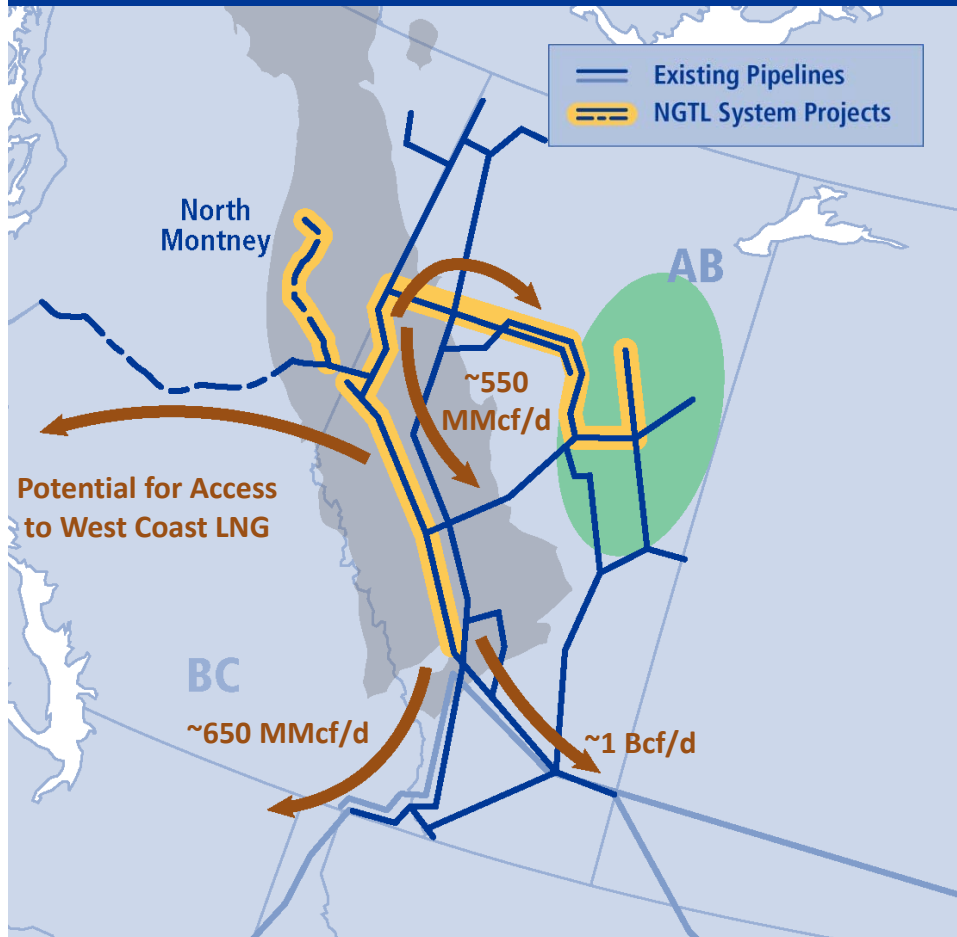 Existing Pipelines
NGTL System Projects
North
Montney
AB
~550
MMcf/d
Potential for Access
to West Coast LNG
BC
~650 MMcf/d
~1 Bcf/d